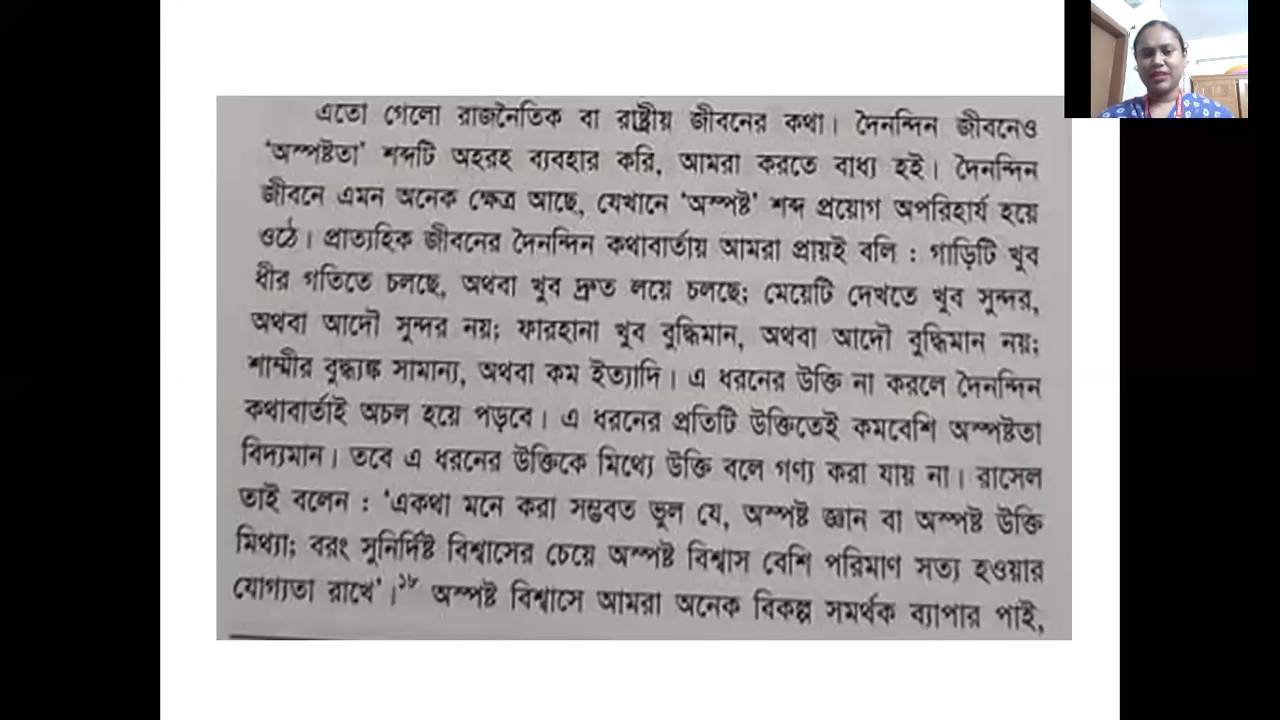 এতো গেলো রাজনৈতিক বা রাষ্ট্রীয় জীবনের কথা। দৈনন্দিন জীবনেও
'অস্পষ্টতা' শব্দটি অহরহ ব্যবহার করি, আমরা করতে বাধ্য হই। দৈনন্দিন
জীবনে এমন অনেক ক্ষেত্র আছে, যেখানে 'অস্পষ্ট' শব্দ প্রয়োগ অপরিহার্য হয়ে
ওঠে। প্রাত্যহিক জীবনের দৈনন্দিন কথাবার্তায় আমরা প্রায়ই বলি : গাড়িটি খুব
ধীর গতিতে চলছে, অথবা খুব দ্রুত লয়ে চলছে; মেয়েটি দেখতে খুব সুন্দর,
অথবা আদৌ সুন্দর নয়; ফারহানা খুব বুদ্ধিমান, অথবা আদৌ বুদ্ধিমান নয়;
শাম্মীর বুদ্ধ্যঙ্ক সামান্য, অথবা কম ইত্যাদি। এ ধরনের উক্তি না করলে দৈনন্দিন
কথাবার্তাই অচল হয়ে পড়বে। এ ধরনের প্রতিটি উক্তিতেই কমবেশি অস্পষ্টতা
বিদ্যমান। তবে এ ধরনের উক্তিকে মিথ্যে উক্তি বলে গণ্য করা যায় না। রাসেল
তাই বলেন : 'একথা মনে করা সম্ভবত ভুল যে, অস্পষ্ট জ্ঞান বা অস্পষ্ট উক্তি
মিথ্যা; বরং সুনির্দিষ্ট বিশ্বাসের চেয়ে অস্পষ্ট বিশ্বাস বেশি পরিমাণ সত্য হওয়ার
যোগ্যতা রাখে'।১৮ অস্পষ্ট বিশ্বাসে আমরা অনেক বিকল্প সমর্থক ব্যাপার পাই,